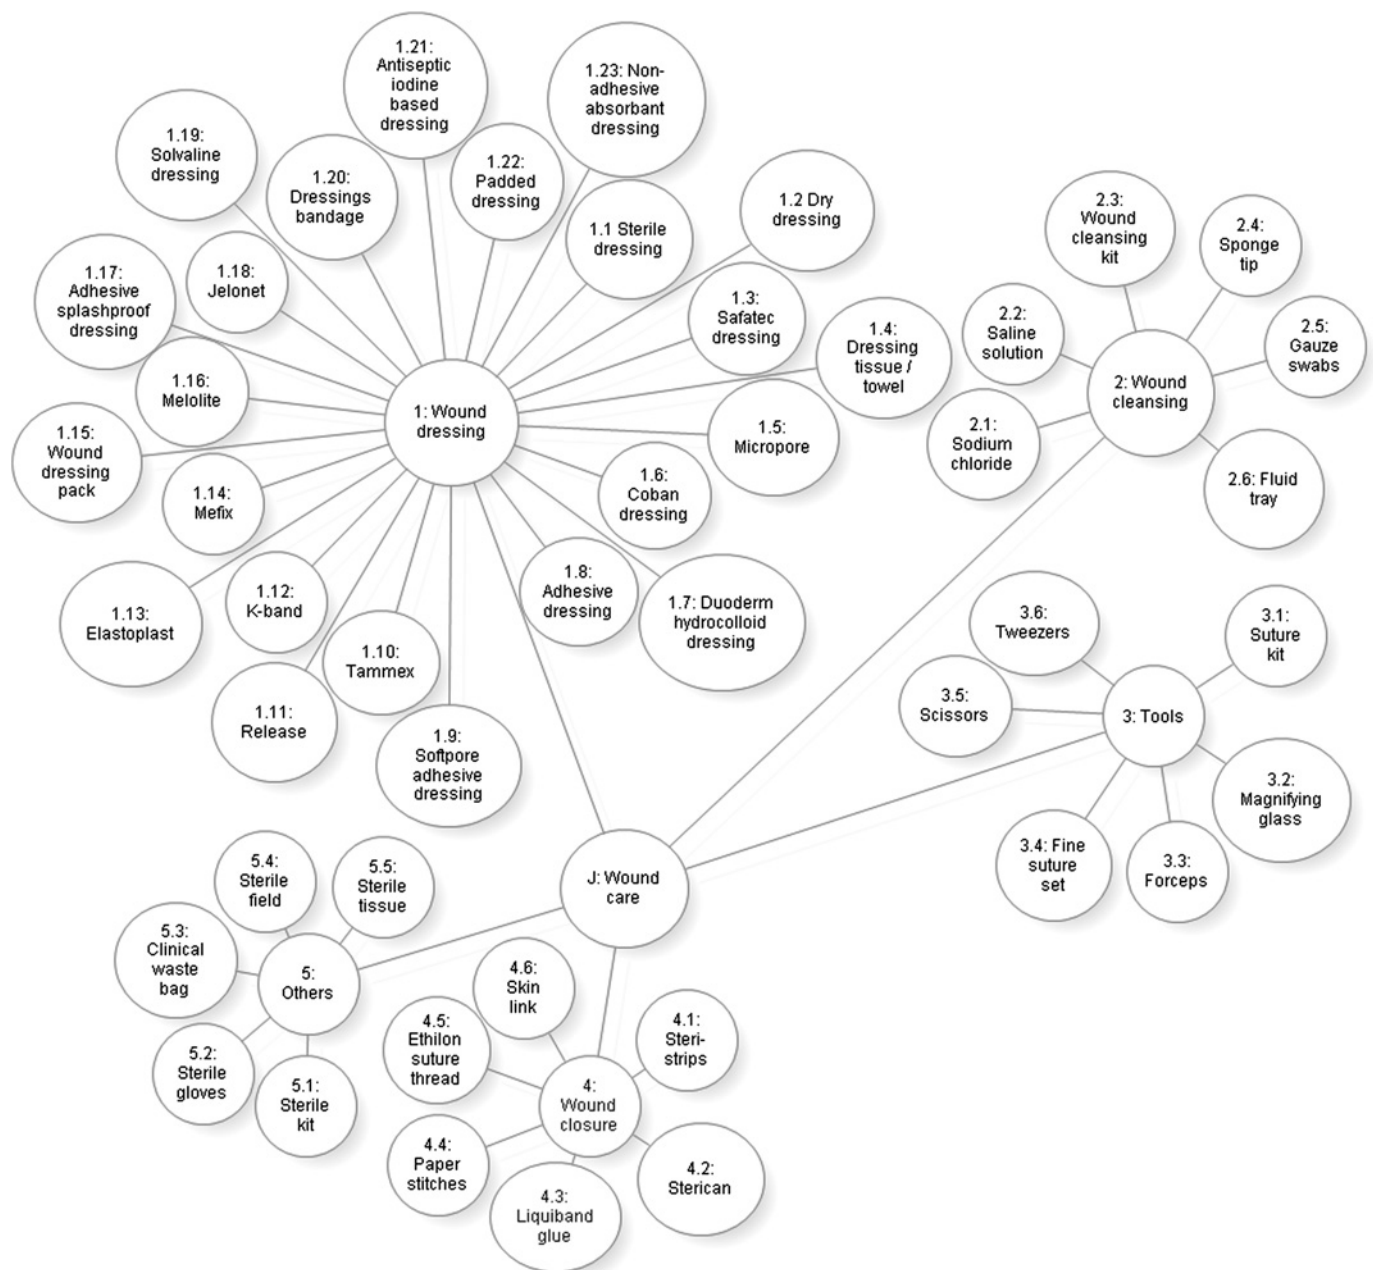 1.21:
Antiseptic
iodine
based
dressing
1.23: Non-
adhesive
absorbant
dressing
1.19:
Solvaline
dressing
1.20:
Dressings
bandage
1.22:
Padded
dressing
1.1 Sterile
dressing
1.2 Dry
dressing
1.17:
Adhesive
splashproof
dressing
1.18:
Jelonet
1.3:
Safatec
dressing
1.4:
Dressing
tissue /
towel
1.16:
Melolite
1: Wound
dressing
1.5:
Micropore
1.15:
Wound
dressing
pack
1.14:
Mefix
1.6:
Coban
dressing
1.13:
Elastoplast
1.12:
K-band
1.8:
Adhesive
dressing
1.7: Duoderm
hydrocolloid
dressing
1.10:
Tammex
1.11:
Release
1.9:
Softpore
adhesive
dressing
2.3:
Wound
cleansing
kit
2.4:
Sponge
tip
2.2:
Saline
solution
2.5:
Gauze
swabs
2: Wound
cleansing
2.1:
Sodium
chloride
2.6: Fluid
tray
3.6:
Tweezers
3.1:
Suture
kit
3.5:
Scissors
3: Tools
3.2:
Magnifying
glass
3.4: Fine
suture
set
3.3:
Forceps
J: Wound
care
5.4:
Sterile
field
5.5:
Sterile
tissue
5.3:
Clinical
waste
bag
5:
Others
5.2:
Sterile
gloves
5.1:
Sterile
kit
4.6:
Skin
link
4.5:
Ethilon
suture
thread
4.1:
Steri-
strips
4:
Wound
closure
4.4:
Paper
stitches
4.2:
Sterican
4.3:
Liquiband
glue